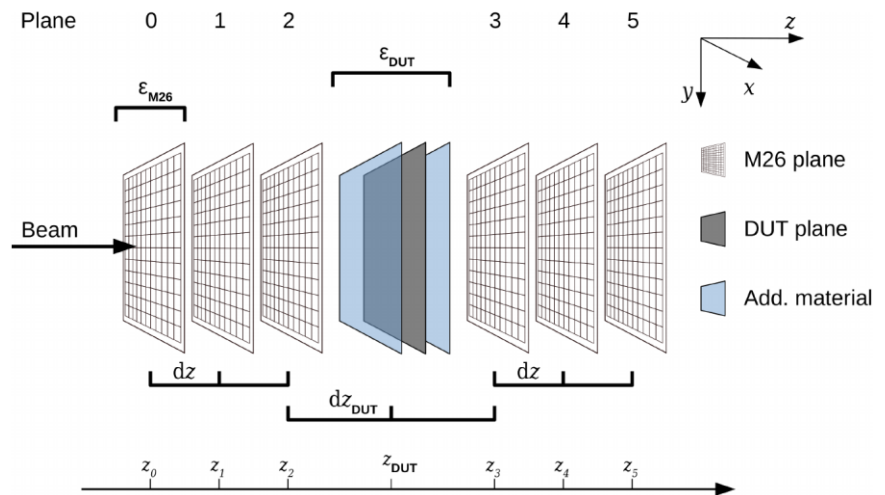 Plane 0 1 2 3 4 5
z
x
y
ε_DUT
ε_M26
M26 plane
Beam
DUT plane
Add. material
dz dz
dz_DUT
z_0 z_1 z_2 z_DUT z_3 z_4 z_5